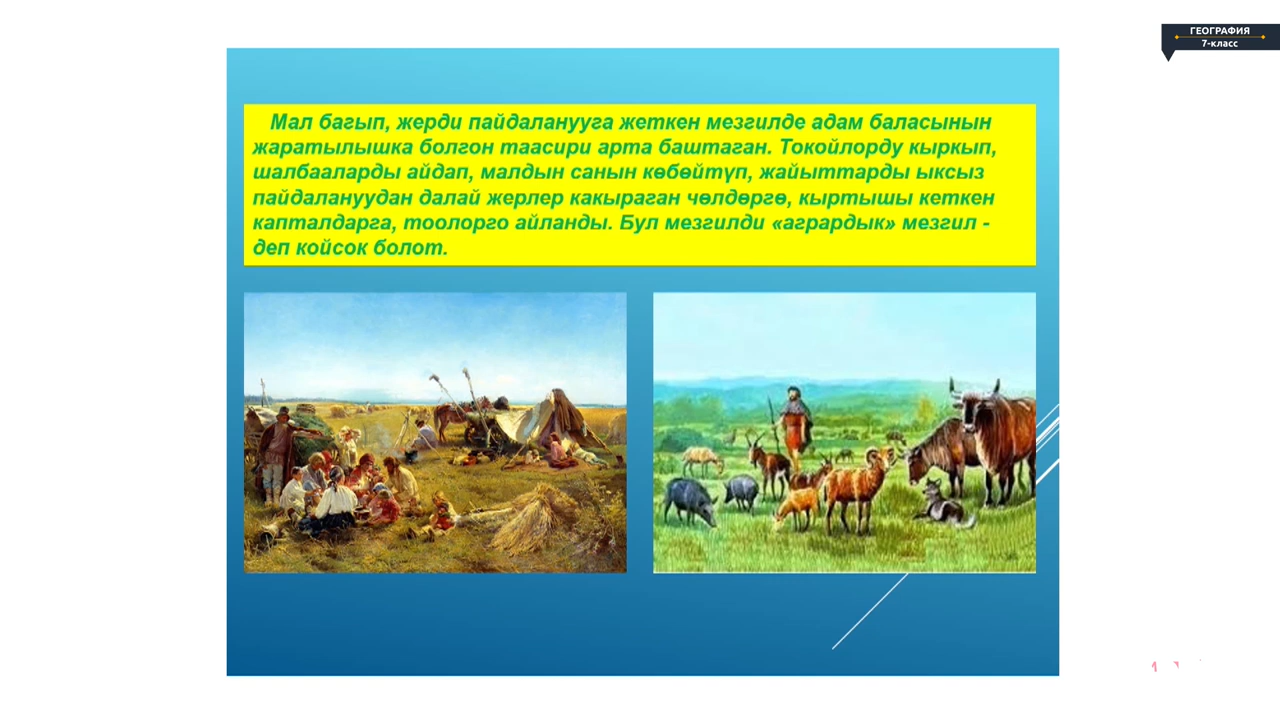 ГЕОГРАФИЯ
7-класс
Мал багып, жерди пайдаланууга жеткен мезгилде адам баласынын
жаратылышка болгон таасири арта баштаган. Токойлорду кыркып,
шалбааларды айдап, малдын санын көбөйтүп, жайыттарды ыксыз
пайдалануудан далай жерлер какыраган чөлдөргө, кыртышы кеткен
капталдарга, тоолорго айланды. Бул мезгилди «агрардык» мезгил -
деп койсок болот.